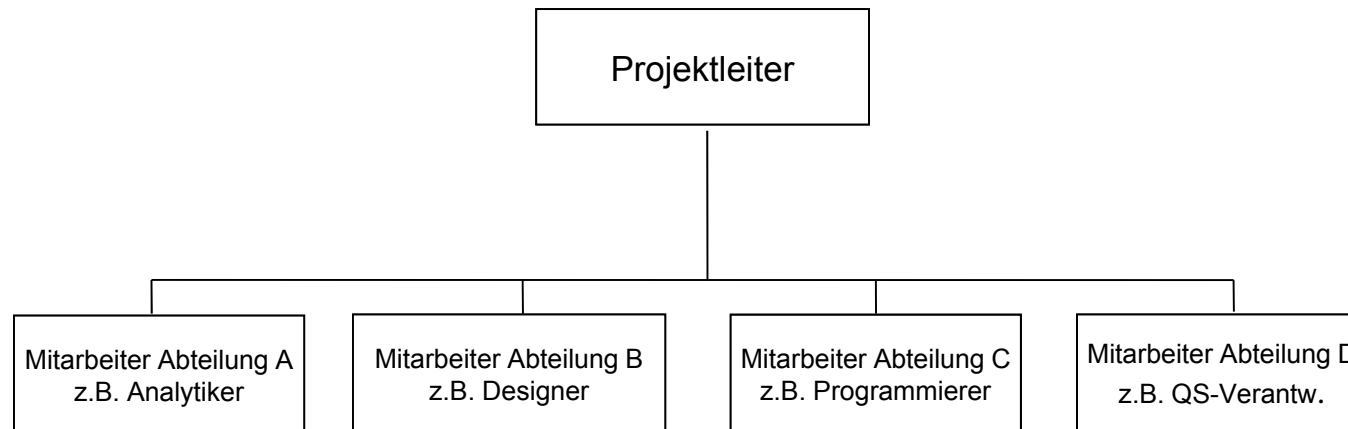 Projektleiter
Mitarbeiter Abteilung A
z.B. Analytiker
Mitarbeiter Abteilung B
z.B. Designer
Mitarbeiter Abteilung C
z.B. Programmierer
Mitarbeiter Abteilung D
z.B. QS-Verantw.